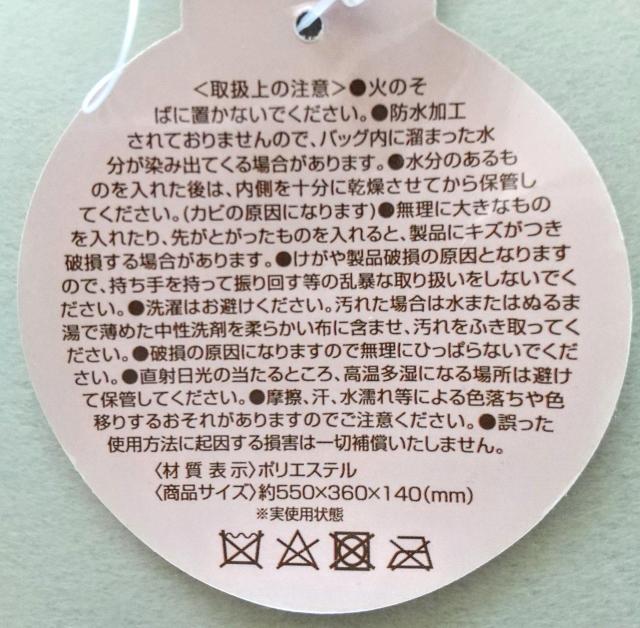 〈取扱上の注意〉●火のそ
ばに置かないでください。●防水加工
されておりませんので、バッグ内に溜まった水
分が染み出てくる場合があります。●水分のあるも
のを入れた後は、内側を十分に乾燥させてから保管し
てください。(カビの原因になります)●無理に大きなもの
を入れたり、先がとがったものを入れると、製品にキズがつき
破損する場合があります。●けがや製品破損の原因となります
ので、持ち手を持って振り回す等の乱暴な取り扱いをしないでく
ださい。●洗濯はお避けください。汚れた場合は水またはぬるま
湯で薄めた中性洗剤を柔らかい布に含ませ、汚れをふき取ってく
ださい。●破損の原因になりますので無理にひっぱらないでくだ
さい。●直射日光の当たるところ、高温多湿になる場所は避け
て保管してください。●摩擦、汗、水濡れ等による色落ちや色
移りするおそれがありますのでご注意ください。●誤った
使用方法に起因する損害は一切補償いたしません。
〈材質表示〉ポリエステル
〈商品サイズ〉約550×360×140(mm)
※実使用状態